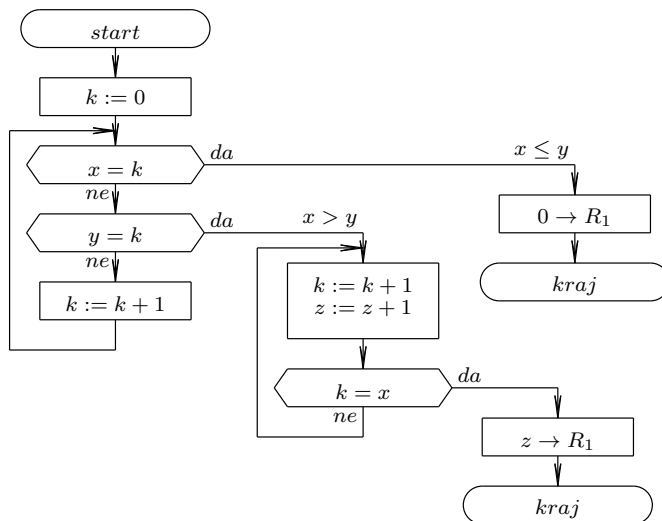 start
k := 0
x = k
da
x ≤ y
ne
0 → R₁
y = k
da
x > y
ne
kraj
k := k + 1
k := k + 1
z := z + 1
k = x
da
ne
z → R₁
kraj